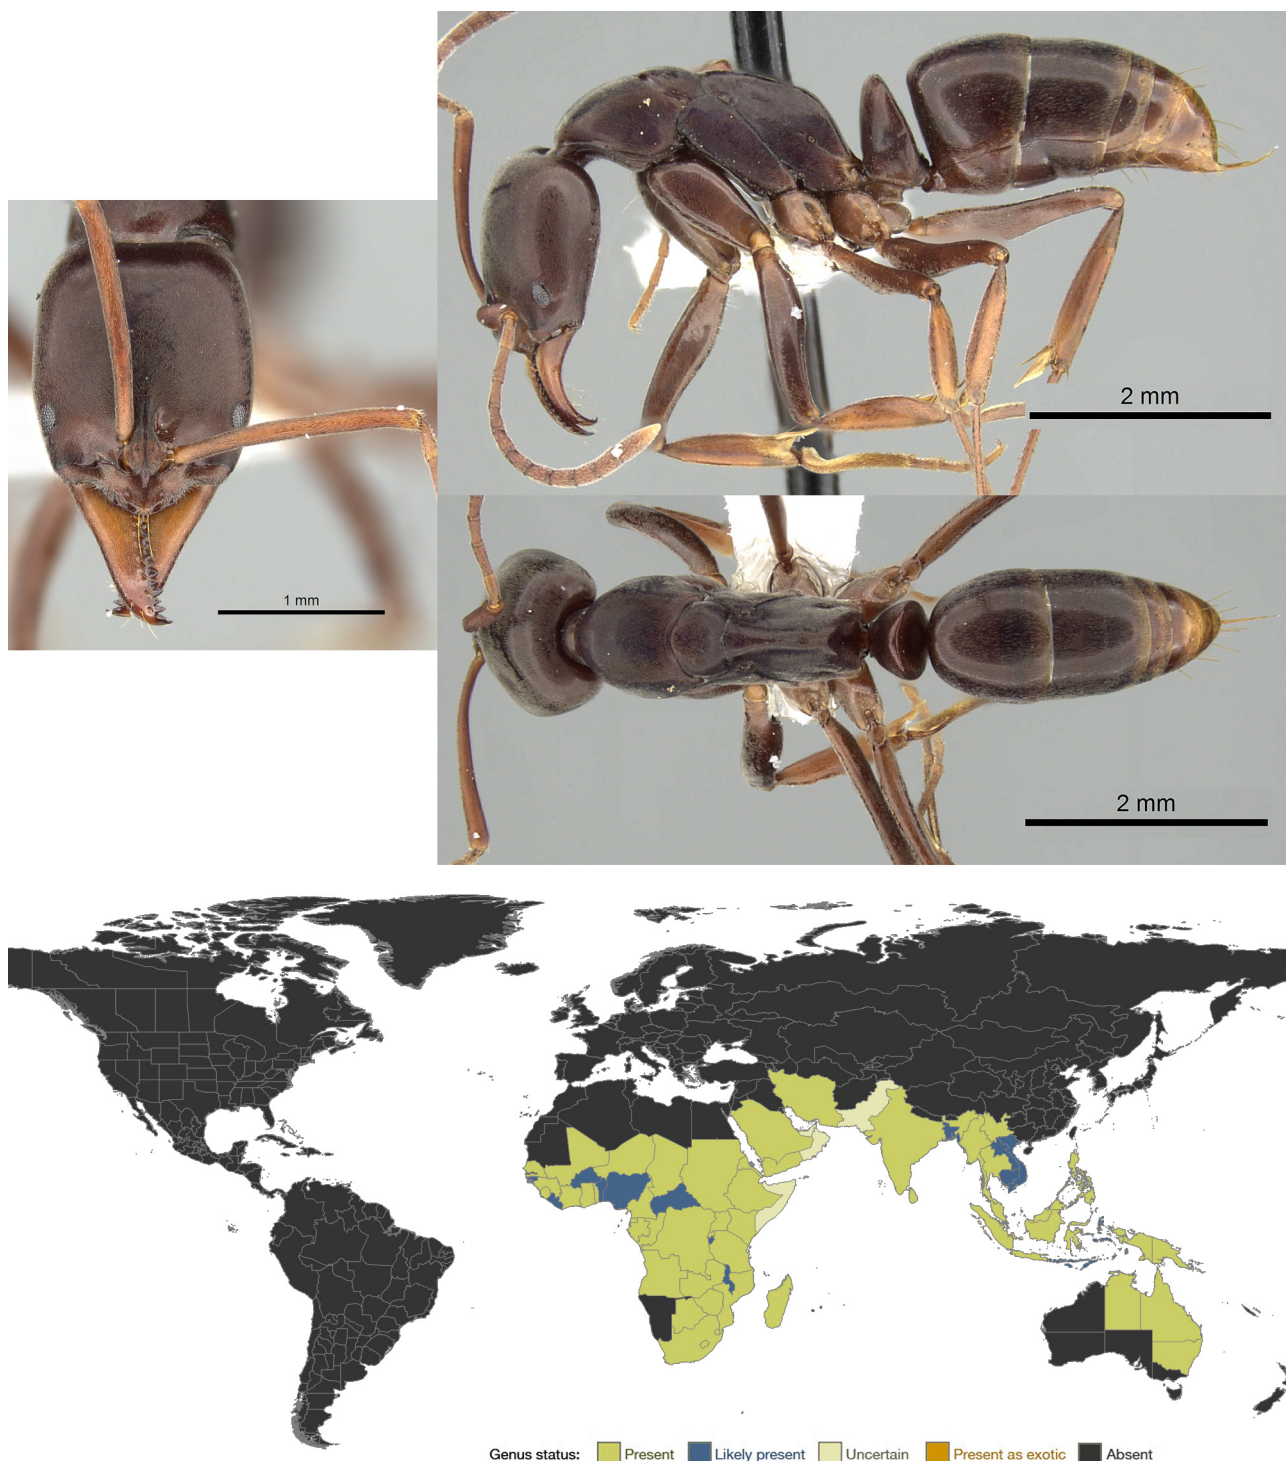 2 mm
1 mm
2 mm
Genus status: Present Likely present Uncertain Present as exotic Absent